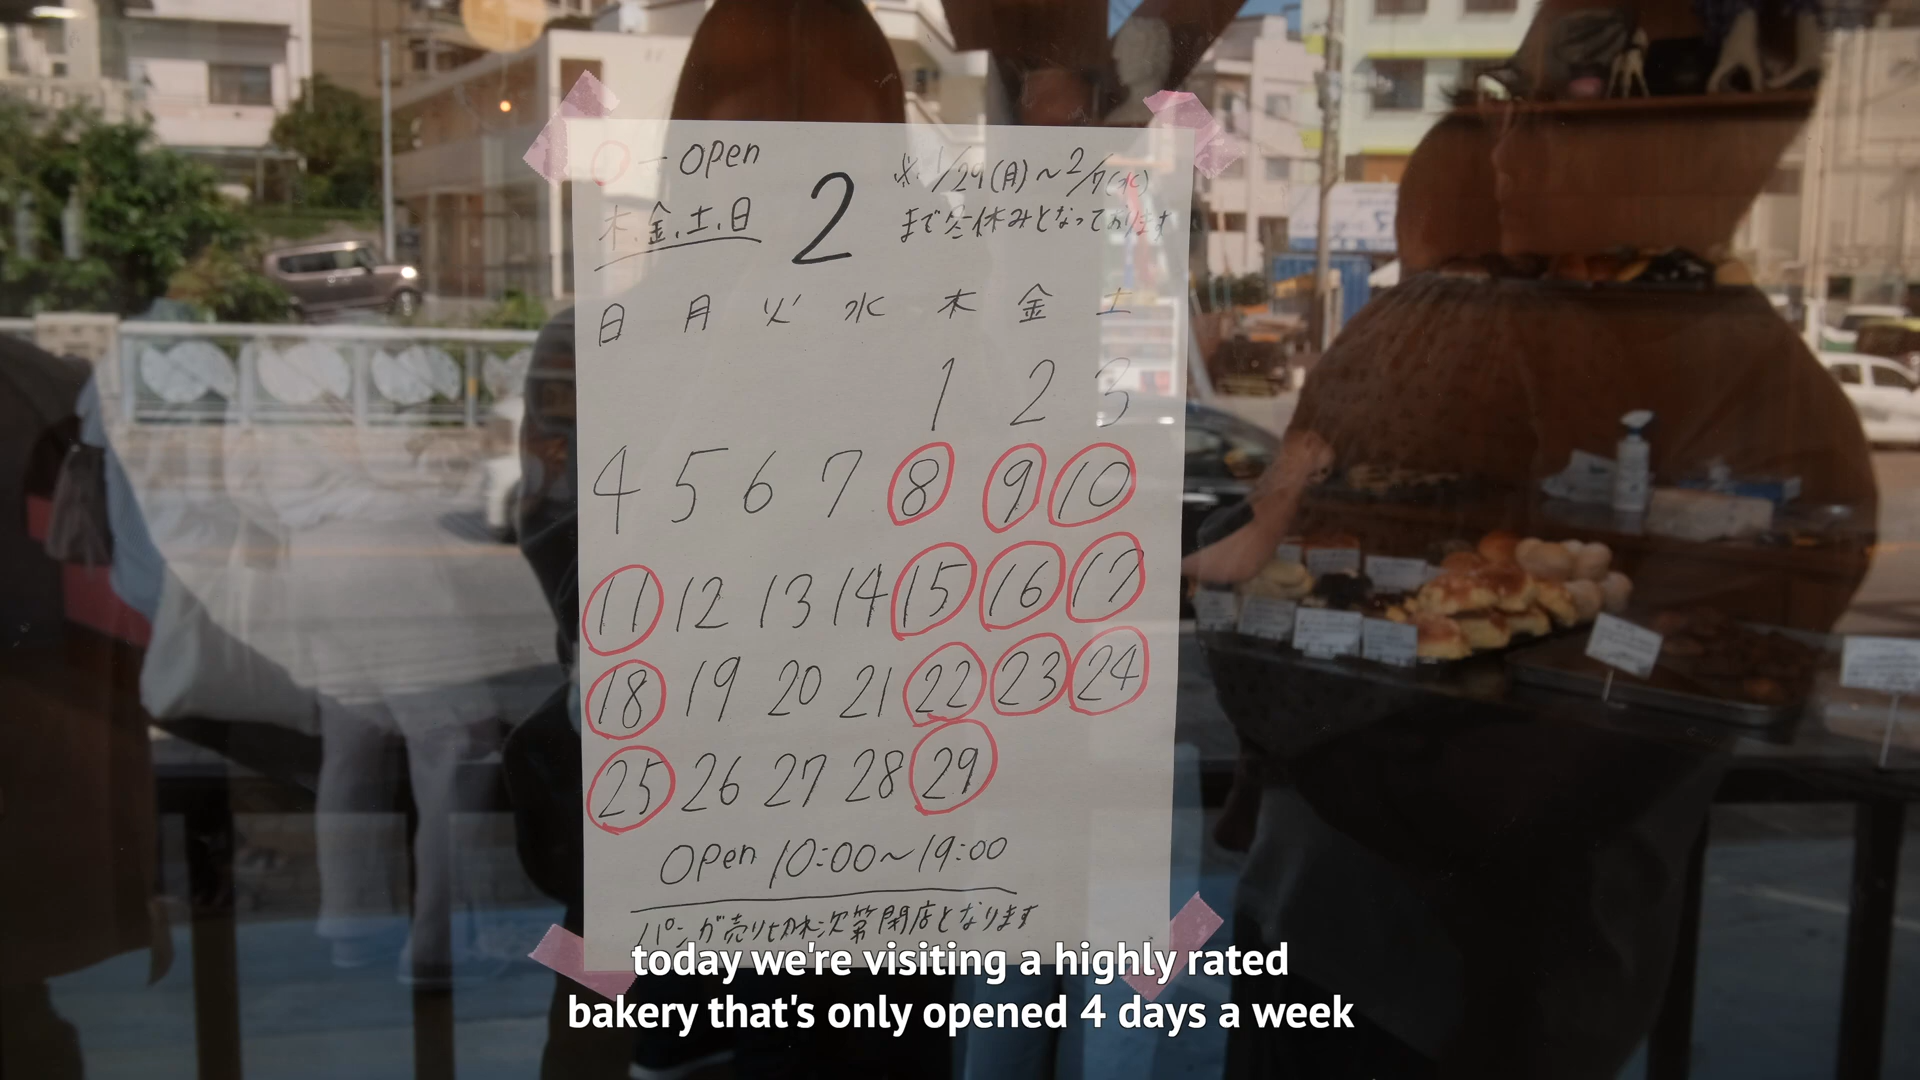 ○ - open
木.金.土.日
2
※.1/29(月)~2/7(水)
まで冬休みとなっております
日 月 火 水 木 金 土
1 2 3
4 5 6 7 8 9 10
11 12 13 14 15 16 17
18 19 20 21 22 23 24
25 26 27 28 29
Open 10:00~19:00
パンが売り切れ次第閉店となります
today we're visiting a highly rated
bakery that's only opened 4 days a week